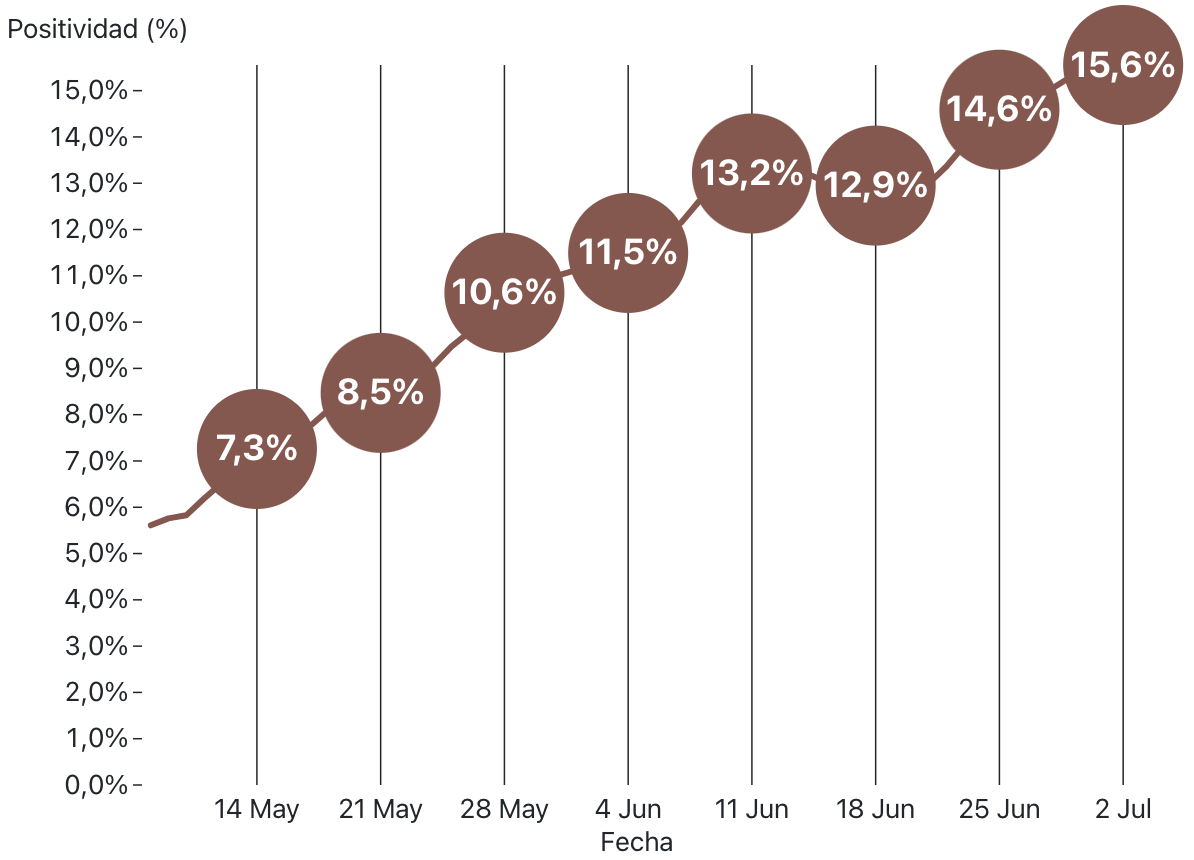 Positividad (%)
15,0%
14,0%
13,0%
12,0%
11,0%
10,0%
9,0%
8,0%
7,0%
6,0%
5,0%
4,0%
3,0%
2,0%
1,0%
0,0%
7,3%
8,5%
10,6%
11,5%
13,2%
12,9%
14,6%
15,6%
14 May
21 May
28 May
4 Jun
11 Jun
18 Jun
25 Jun
2 Jul
Fecha